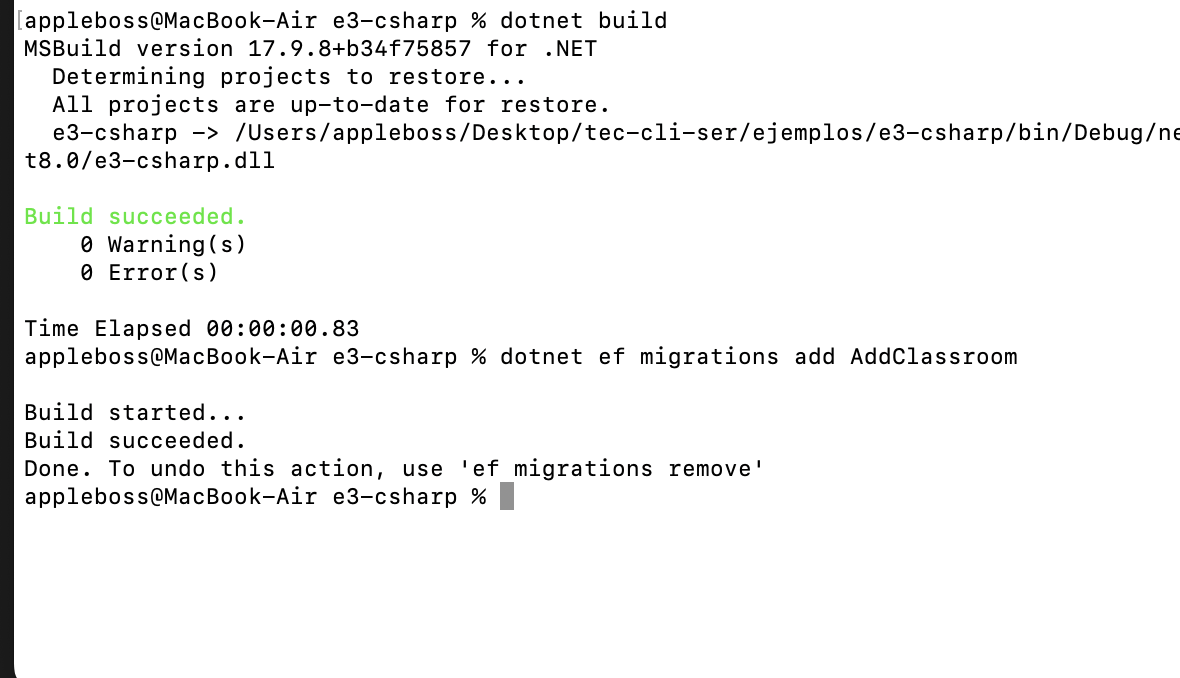 [appleboss@MacBook-Air e3-csharp % dotnet build
MSBuild version 17.9.8+b34f75857 for .NET
  Determining projects to restore...
  All projects are up-to-date for restore.
  e3-csharp -> /Users/appleboss/Desktop/tec-cli-ser/ejemplos/e3-csharp/bin/Debug/ne
t8.0/e3-csharp.dll

Build succeeded.
    0 Warning(s)
    0 Error(s)

Time Elapsed 00:00:00.83
appleboss@MacBook-Air e3-csharp % dotnet ef migrations add AddClassroom

Build started...
Build succeeded.
Done. To undo this action, use 'ef migrations remove'
appleboss@MacBook-Air e3-csharp %